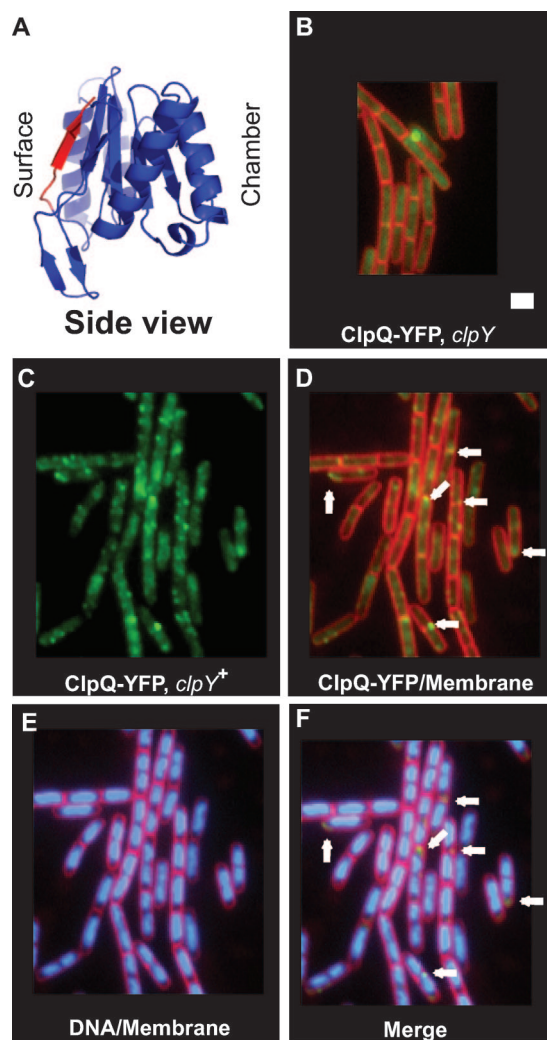 A
Surface
Chamber
Side view
B
ClpQ-YFP, clpY
C
ClpQ-YFP, clpY+
D
ClpQ-YFP/Membrane
E
DNA/Membrane
F
Merge